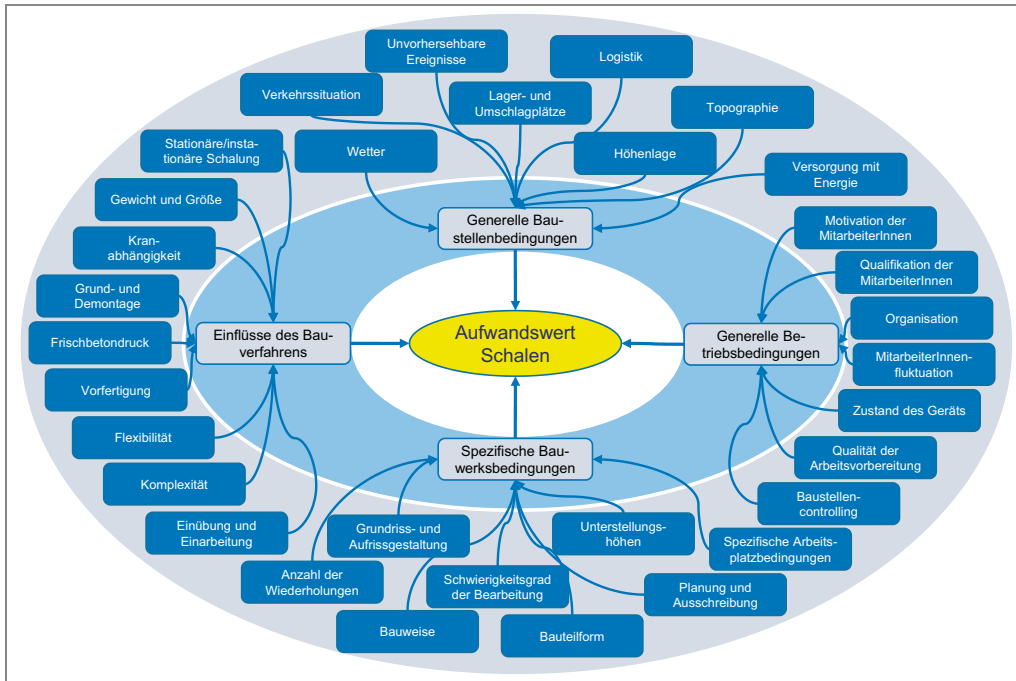 Unvorhersehbare
Ereignisse
Logistik
Verkehrssituation
Lager- und
Umschlagplätze
Topographie
Stationäre/insta-
tionäre Schalung
Wetter
Höhenlage
Versorgung mit
Energie
Gewicht und Größe
Generelle Bau-
stellenbedingungen
Motivation der
MitarbeiterInnen
Kran-
abhängigkeit
Qualifikation der
MitarbeiterInnen
Grund- und
Demontage
Organisation
Frischbetondruck
Einflüsse des Bau-
verfahrens
Aufwandswert
Schalen
Generelle Be-
triebsbedingungen
MitarbeiterInnen-
fluktuation
Vorfertigung
Zustand des Geräts
Flexibilität
Spezifische Bau-
werksbedingungen
Qualität der
Arbeitsvorbereitung
Komplexität
Baustellen-
controlling
Einübung und
Einarbeitung
Grundriss- und
Aufrissgestaltung
Unterstellungs-
höhen
Spezifische Arbeits-
platzbedingungen
Anzahl der
Wiederholungen
Schwierigkeitsgrad
der Bearbeitung
Planung und
Ausschreibung
Bauweise
Bauteilform